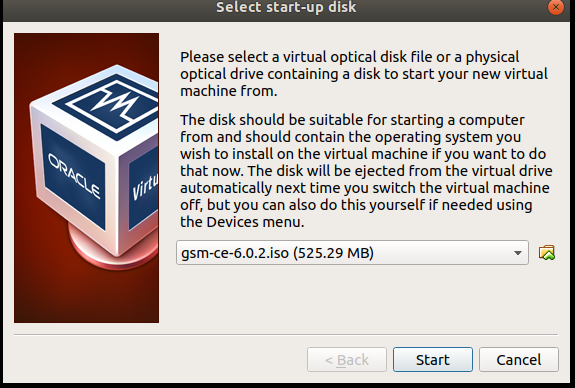 Select start-up disk
Please select a virtual optical disk file or a physical
optical drive containing a disk to start your new virtual
machine from.
The disk should be suitable for starting a computer
from and should contain the operating system you
wish to install on the virtual machine if you want to do
that now. The disk will be ejected from the virtual drive
automatically next time you switch the virtual machine
off, but you can also do this yourself if needed using
the Devices menu.
ORACLE
Virtu
gsm-ce-6.0.2.iso (525.29 MB)
< Back
Start
Cancel